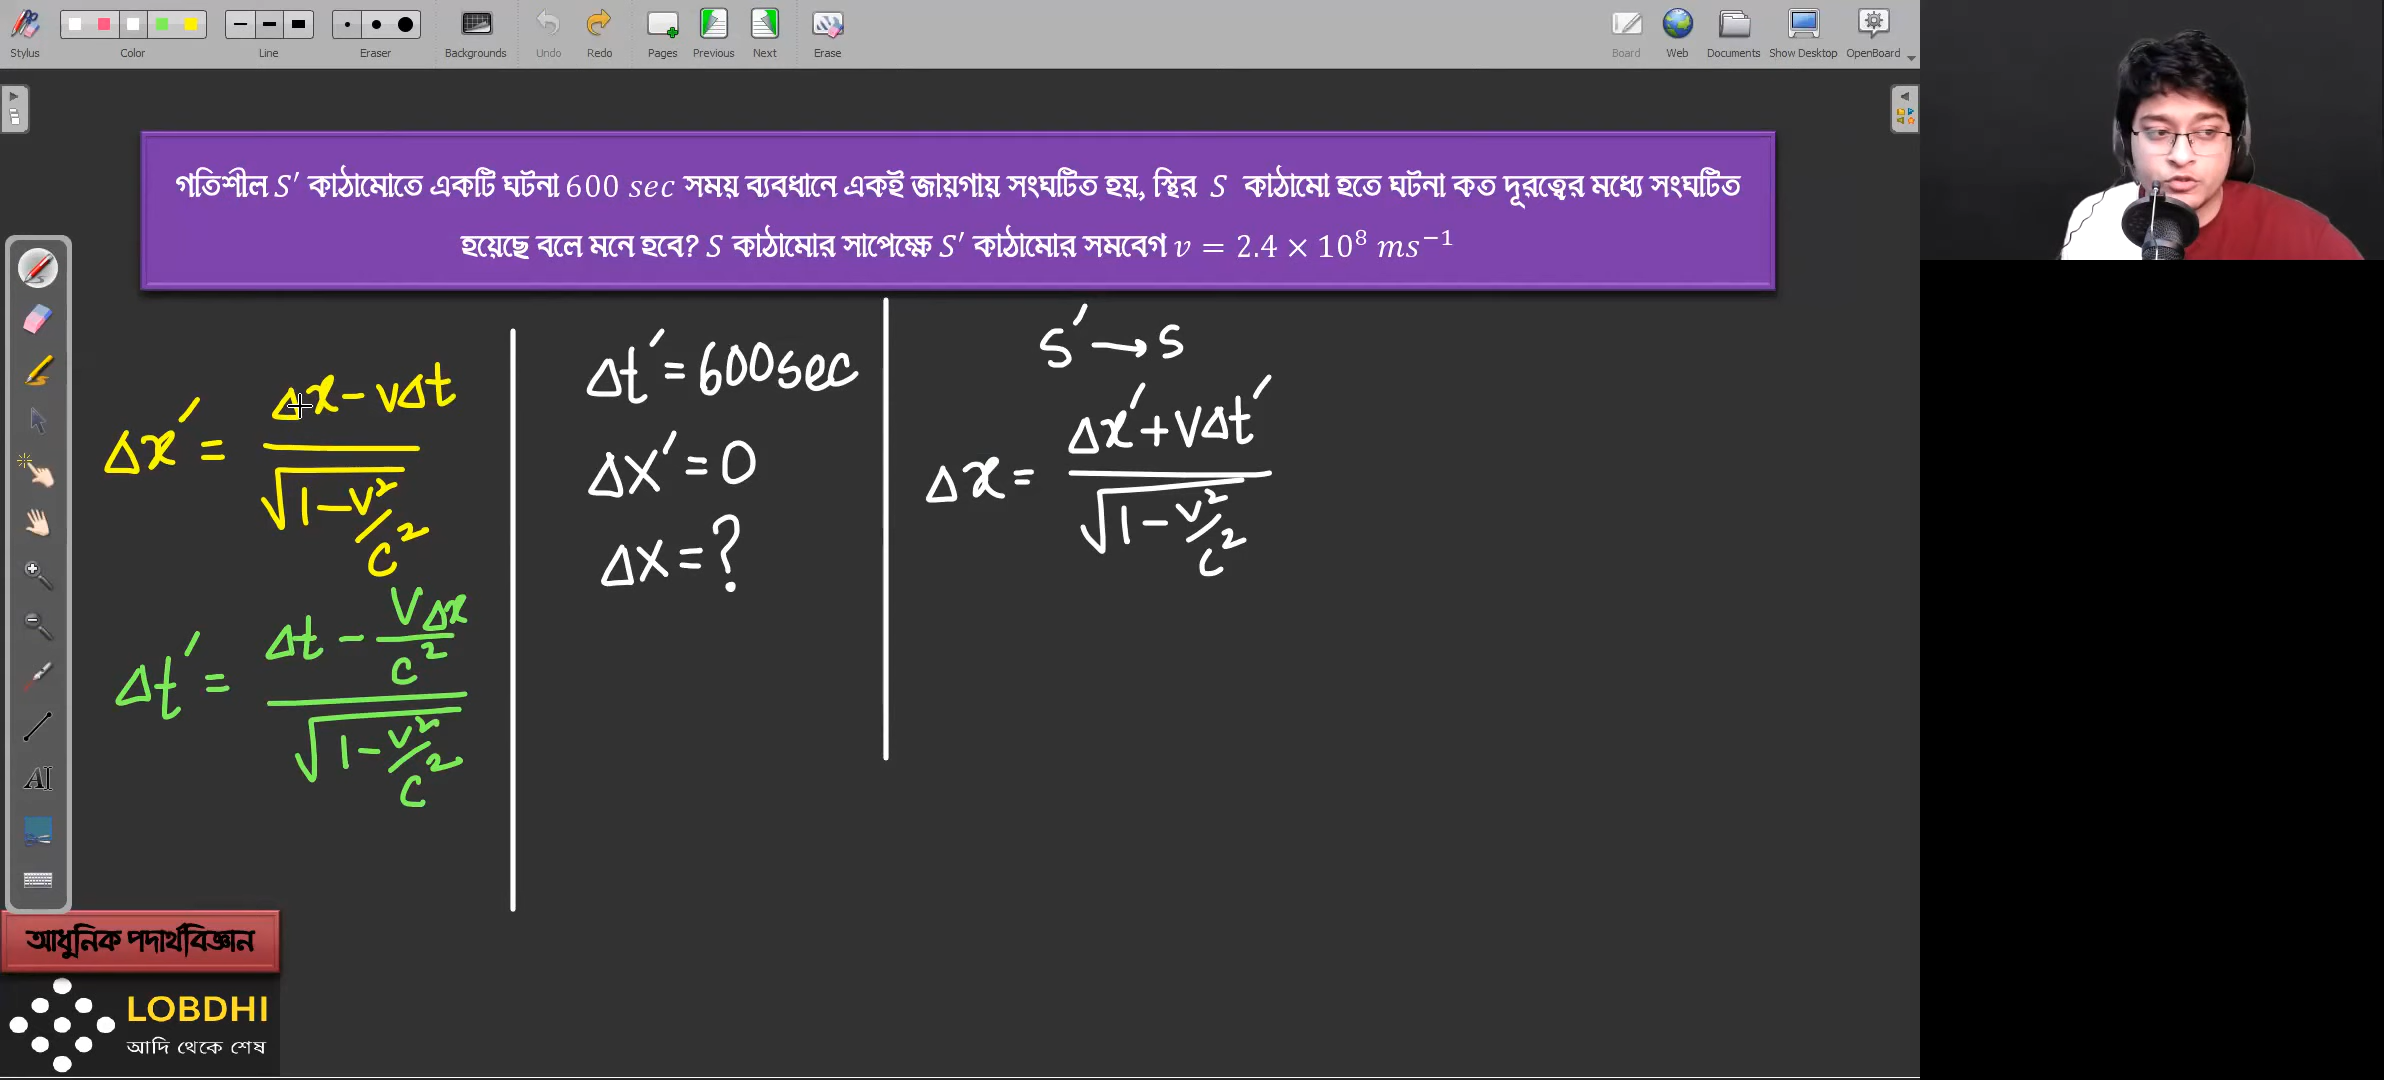 Stylus
Color
Line
Eraser
Backgrounds
Undo
Redo
Pages
Previous
Next
Erase
Board
Web
Documents
Show Desktop
OpenBoard
গতিশীল S′ কাঠামোতে একটি ঘটনা 600 sec সময় ব্যবধানে একই জায়গায় সংঘটিত হয়, স্থির S কাঠামো হতে ঘটনা কত দূরত্বের মধ্যে সংঘটিত
হয়েছে বলে মনে হবে? S কাঠামোর সাপেক্ষে S′ কাঠামোর সমবেগ v = 2.4 × 10⁸ ms⁻¹
Δx′ = (Δx − vΔt) / √(1 − v²/c²)
Δt′ = (Δt − vΔx/c²) / √(1 − v²/c²)
Δt′ = 600sec
Δx′ = 0
Δx = ?
S′ → S
Δx = (Δx′ + vΔt′) / √(1 − v²/c²)
AI
আধুনিক পদার্থবিজ্ঞান
LOBDHI
আদি থেকে শেষ